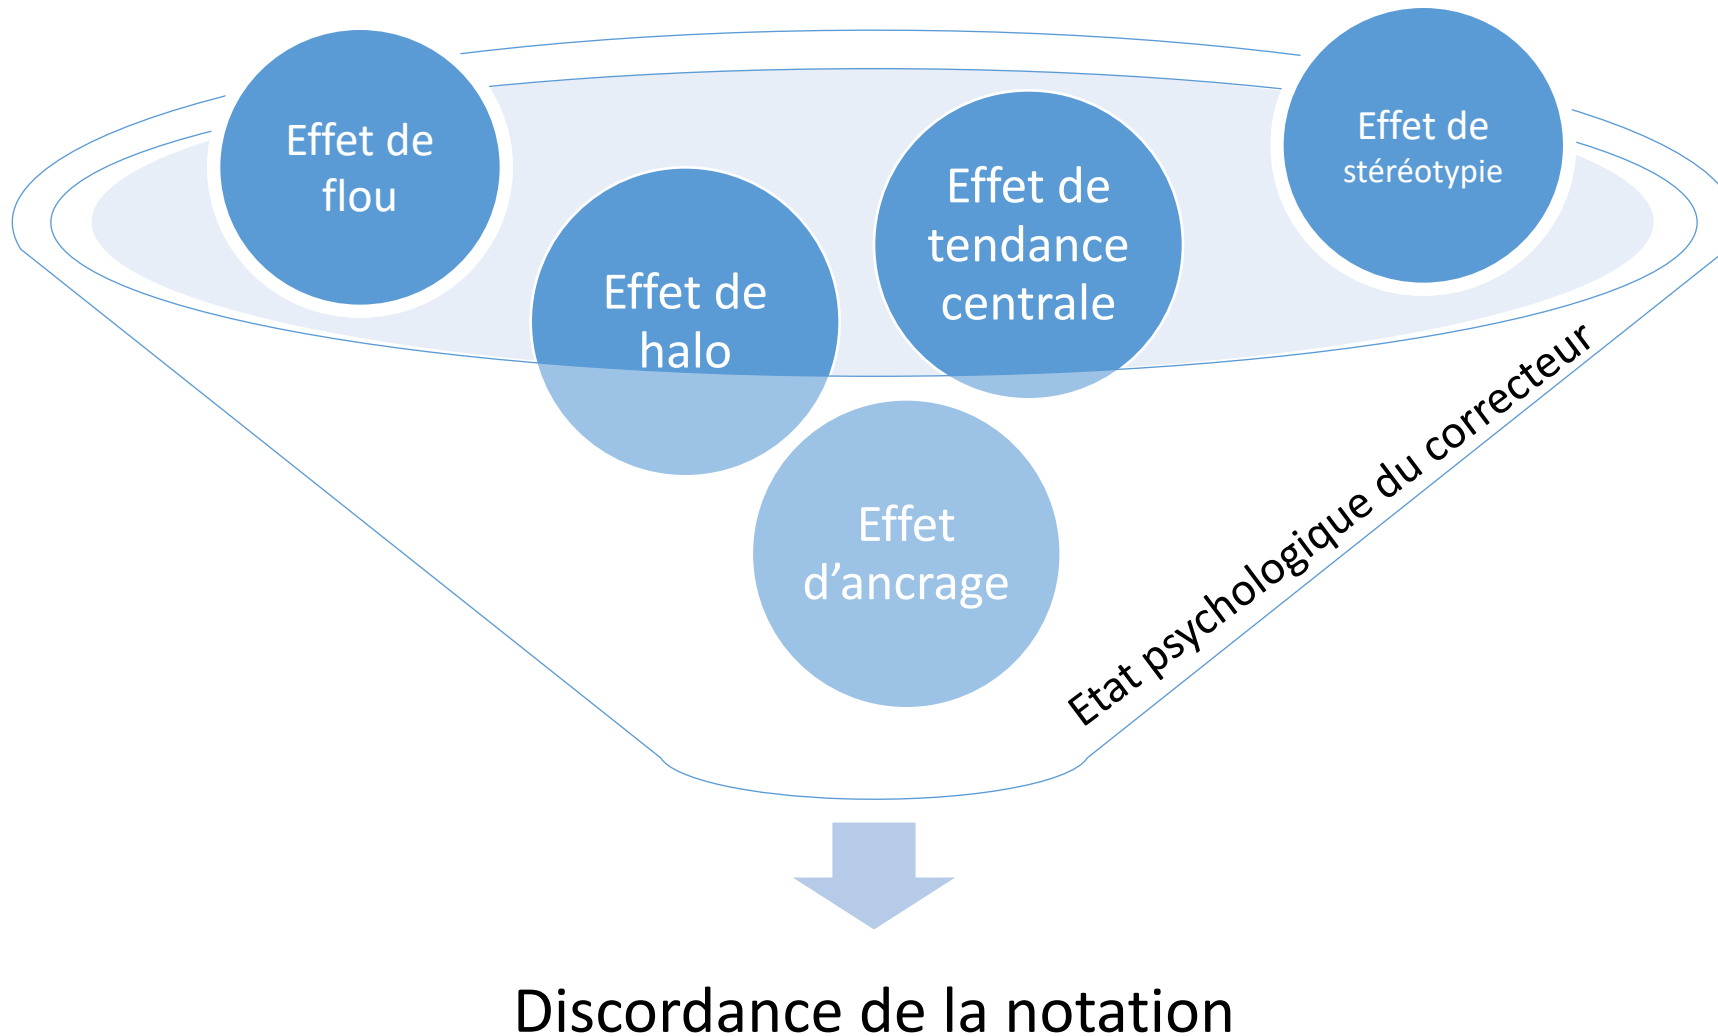 Effet de
flou
Effet de
halo
Effet de
tendance
centrale
Effet de
stéréotypie
Effet
d’ancrage
Etat psychologique du correcteur
Discordance de la notation